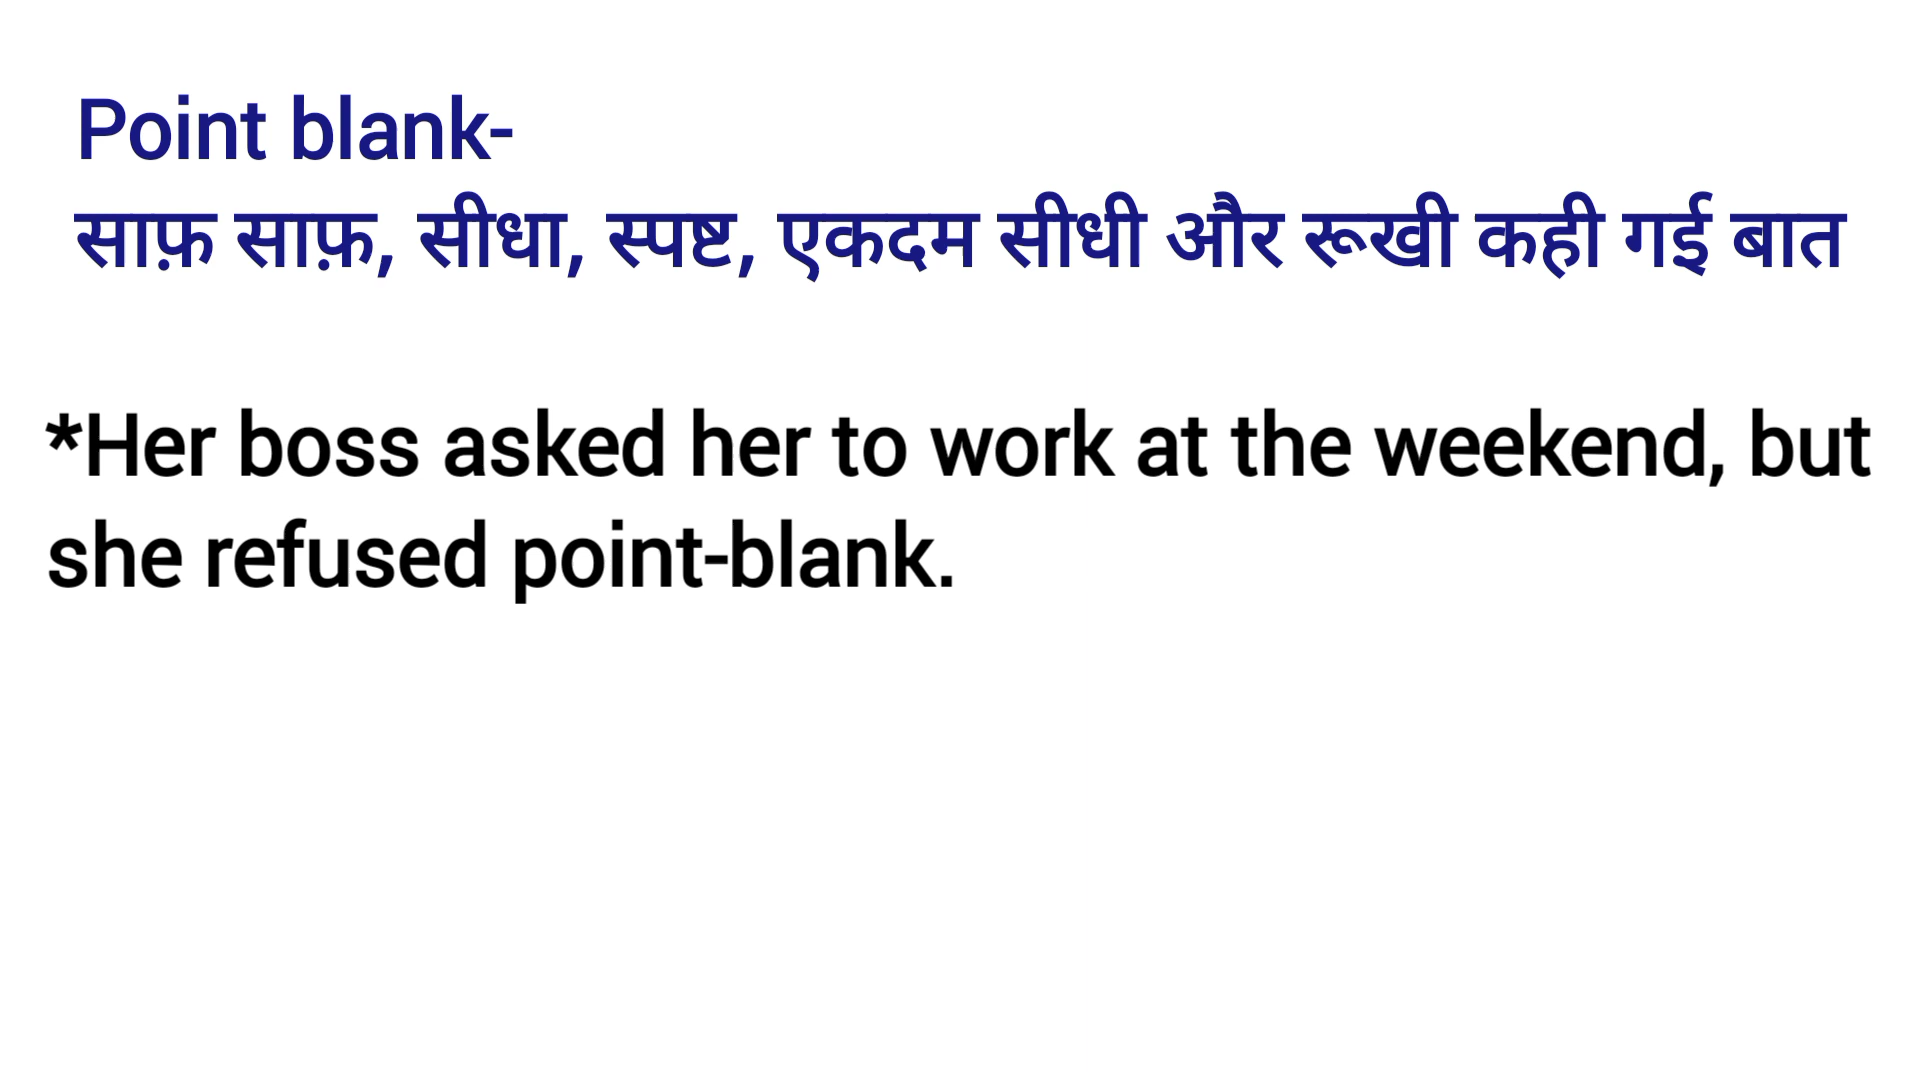 Point blank-
साफ़ साफ़, सीधा, स्पष्ट, एकदम सीधी और रूखी कही गई बात
*Her boss asked her to work at the weekend, but
she refused point-blank.